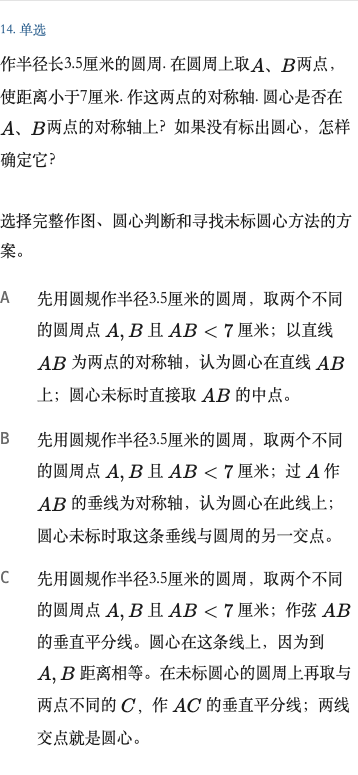 14. 单选
作半径长3.5厘米的圆周. 在圆周上取A、B两点,
使距离小于7厘米. 作这两点的对称轴. 圆心是否在
A、B两点的对称轴上? 如果没有标出圆心, 怎样
确定它?
选择完整作图、圆心判断和寻找未标圆心方法的方
案。
A 先用圆规作半径3.5厘米的圆周，取两个不同
的圆周点 A, B 且 AB < 7 厘米；以直线
AB 为两点的对称轴，认为圆心在直线 AB
上；圆心未标时直接取 AB 的中点。
B 先用圆规作半径3.5厘米的圆周，取两个不同
的圆周点 A, B 且 AB < 7 厘米；过 A 作
AB 的垂线为对称轴，认为圆心在此线上；
圆心未标时取这条垂线与圆周的另一交点。
C 先用圆规作半径3.5厘米的圆周，取两个不同
的圆周点 A, B 且 AB < 7 厘米；作弦 AB
的垂直平分线。圆心在这条线上，因为到
A, B 距离相等。在未标圆心的圆周上再取与
两点不同的 C，作 AC 的垂直平分线；两线
交点就是圆心。